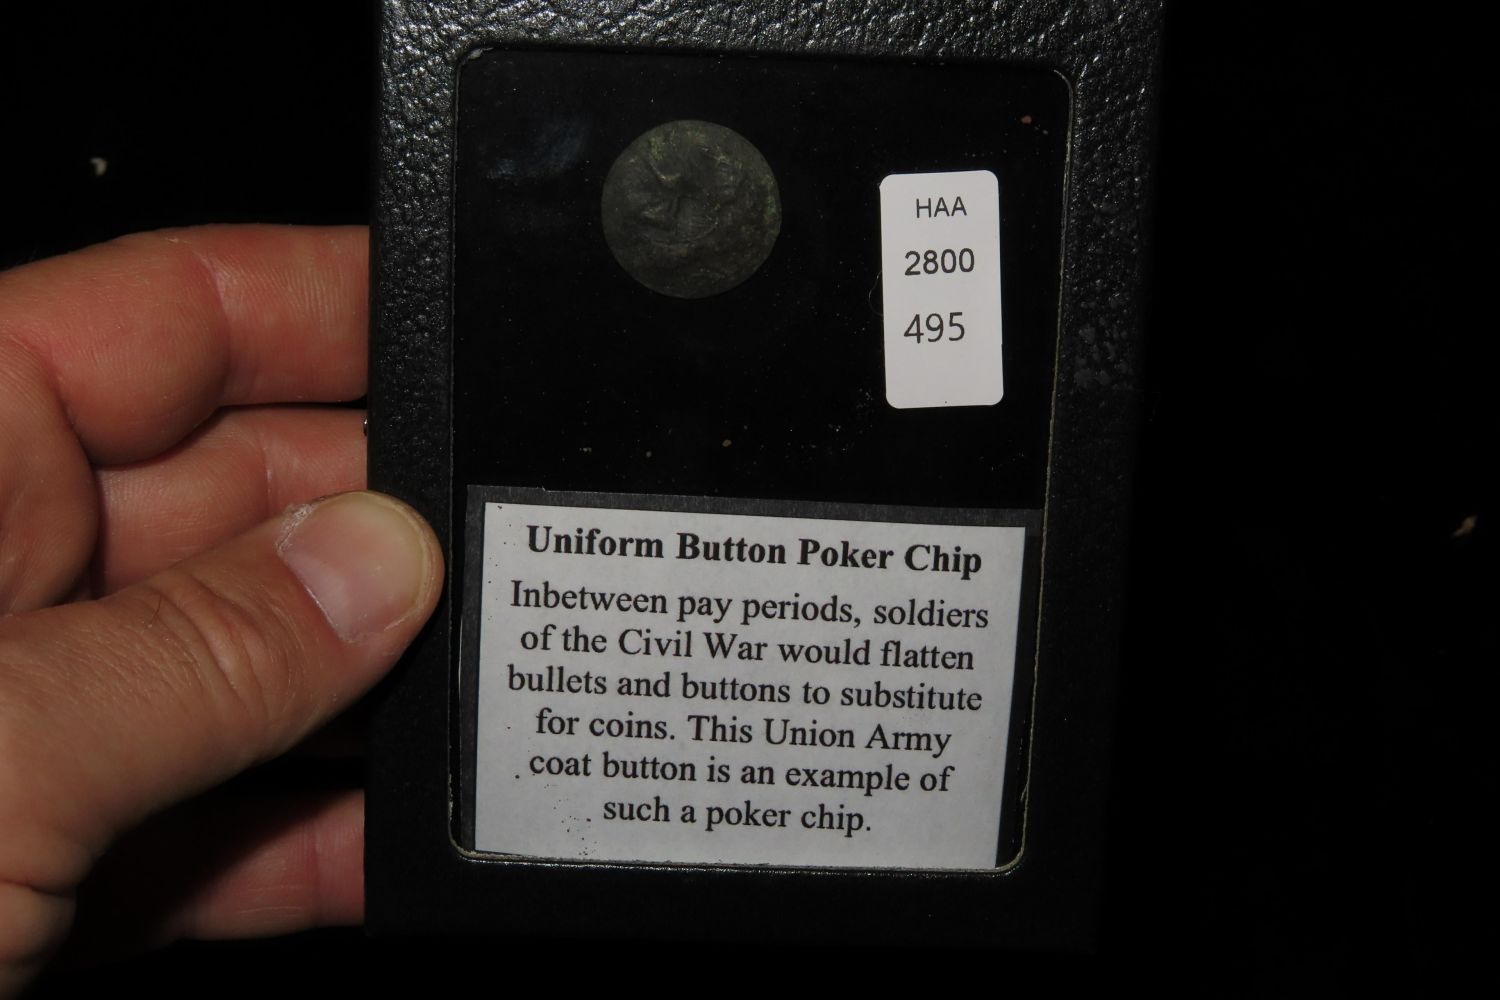 HAA
2800
495
Uniform Button Poker Chip
Inbetween pay periods, soldiers
of the Civil War would flatten
bullets and buttons to substitute
for coins. This Union Army
coat button is an example of
such a poker chip.